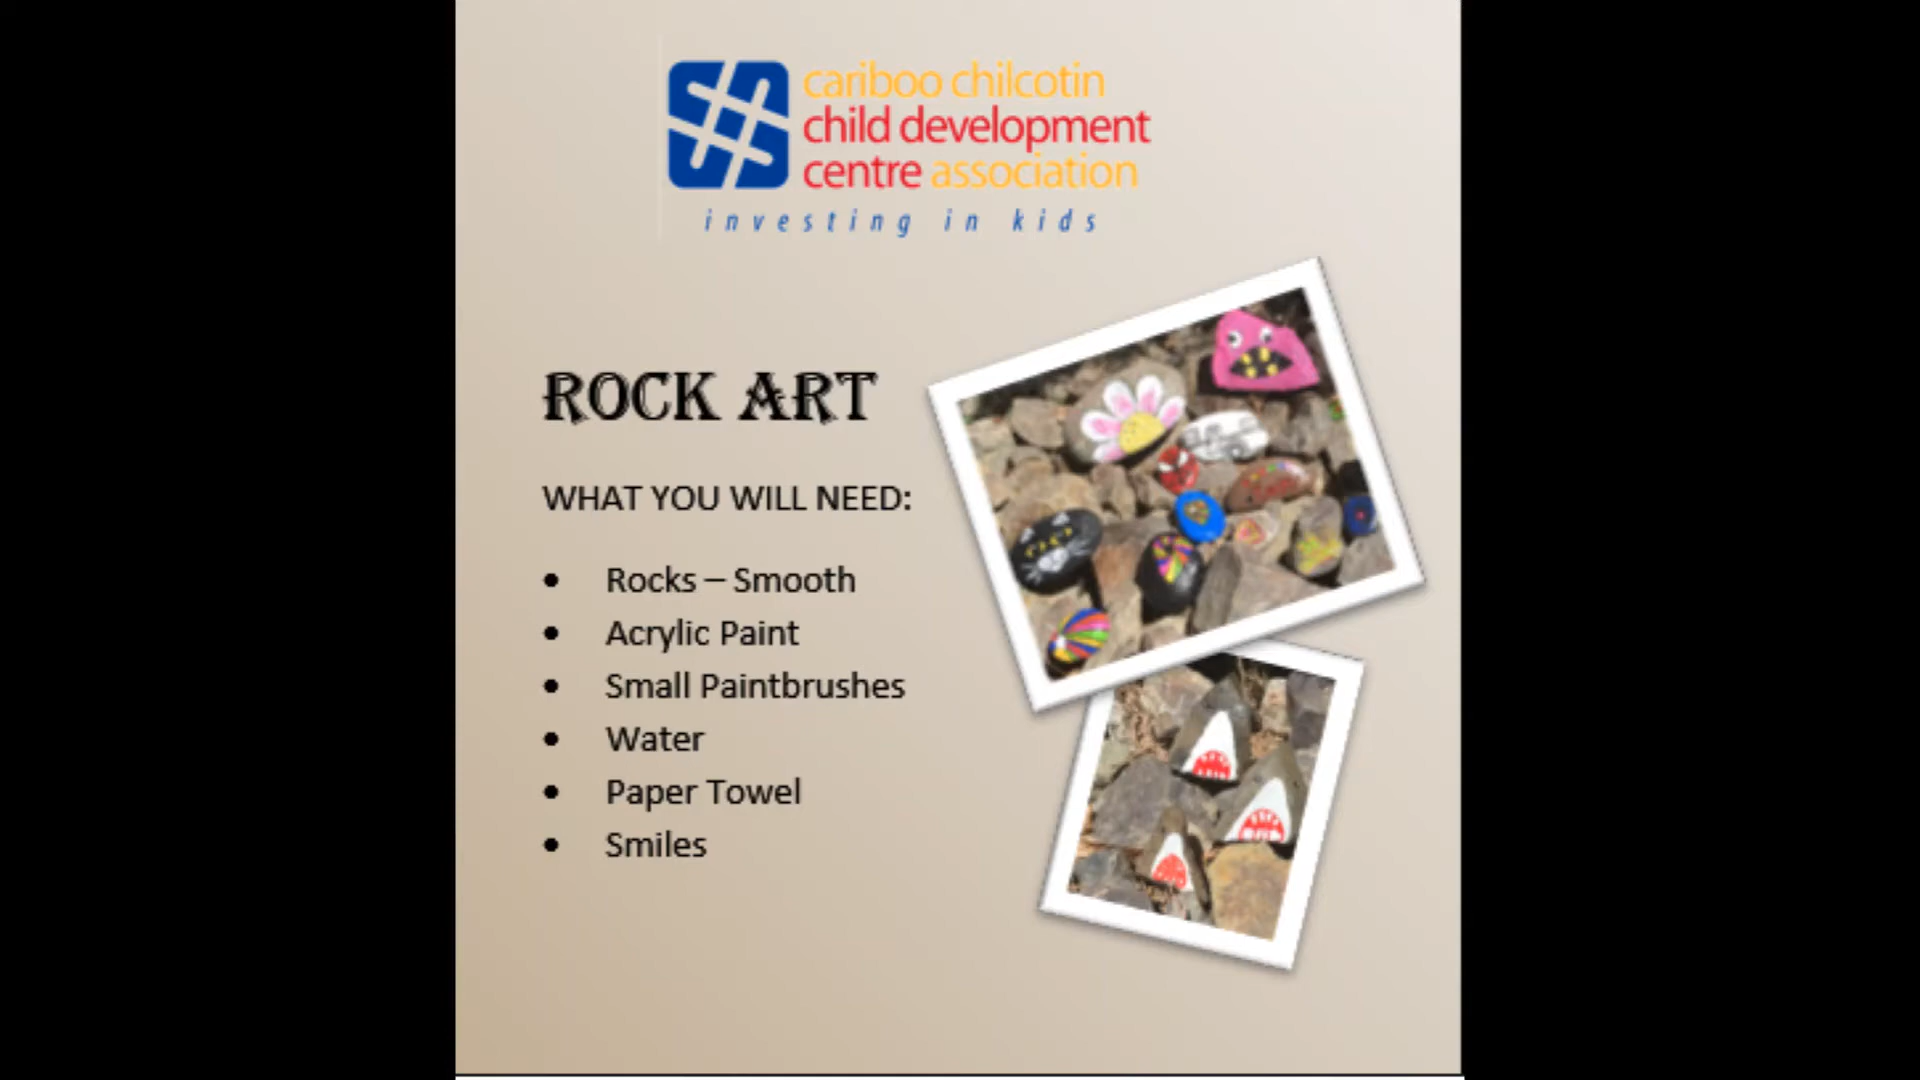 cariboo chilcotin
child development
centre association
investing in kids
ROCK ART
WHAT YOU WILL NEED:
• Rocks – Smooth
• Acrylic Paint
• Small Paintbrushes
• Water
• Paper Towel
• Smiles